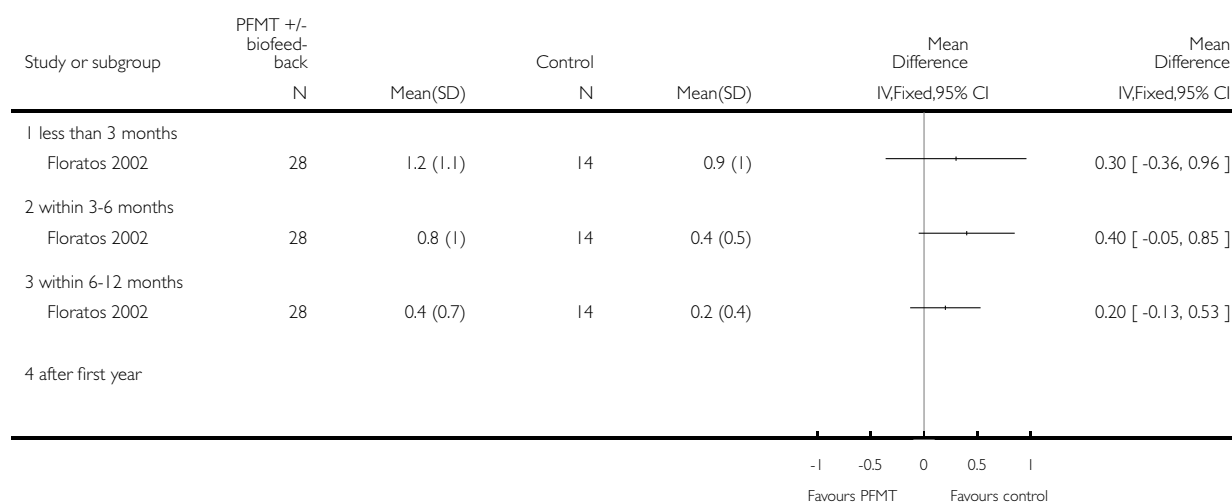 Study or subgroup PFMT +/- biofeed- back Control Mean Difference Mean Difference
N Mean(SD) N Mean(SD) IV,Fixed,95% CI IV,Fixed,95% CI
1 less than 3 months
Floratos 2002 28 1.2 (1.1) 14 0.9 (1) 0.30 [ -0.36, 0.96 ]
2 within 3-6 months
Floratos 2002 28 0.8 (1) 14 0.4 (0.5) 0.40 [ -0.05, 0.85 ]
3 within 6-12 months
Floratos 2002 28 0.4 (0.7) 14 0.2 (0.4) 0.20 [ -0.13, 0.53 ]
4 after first year
-1 -0.5 0 0.5 1
Favours PFMT Favours control